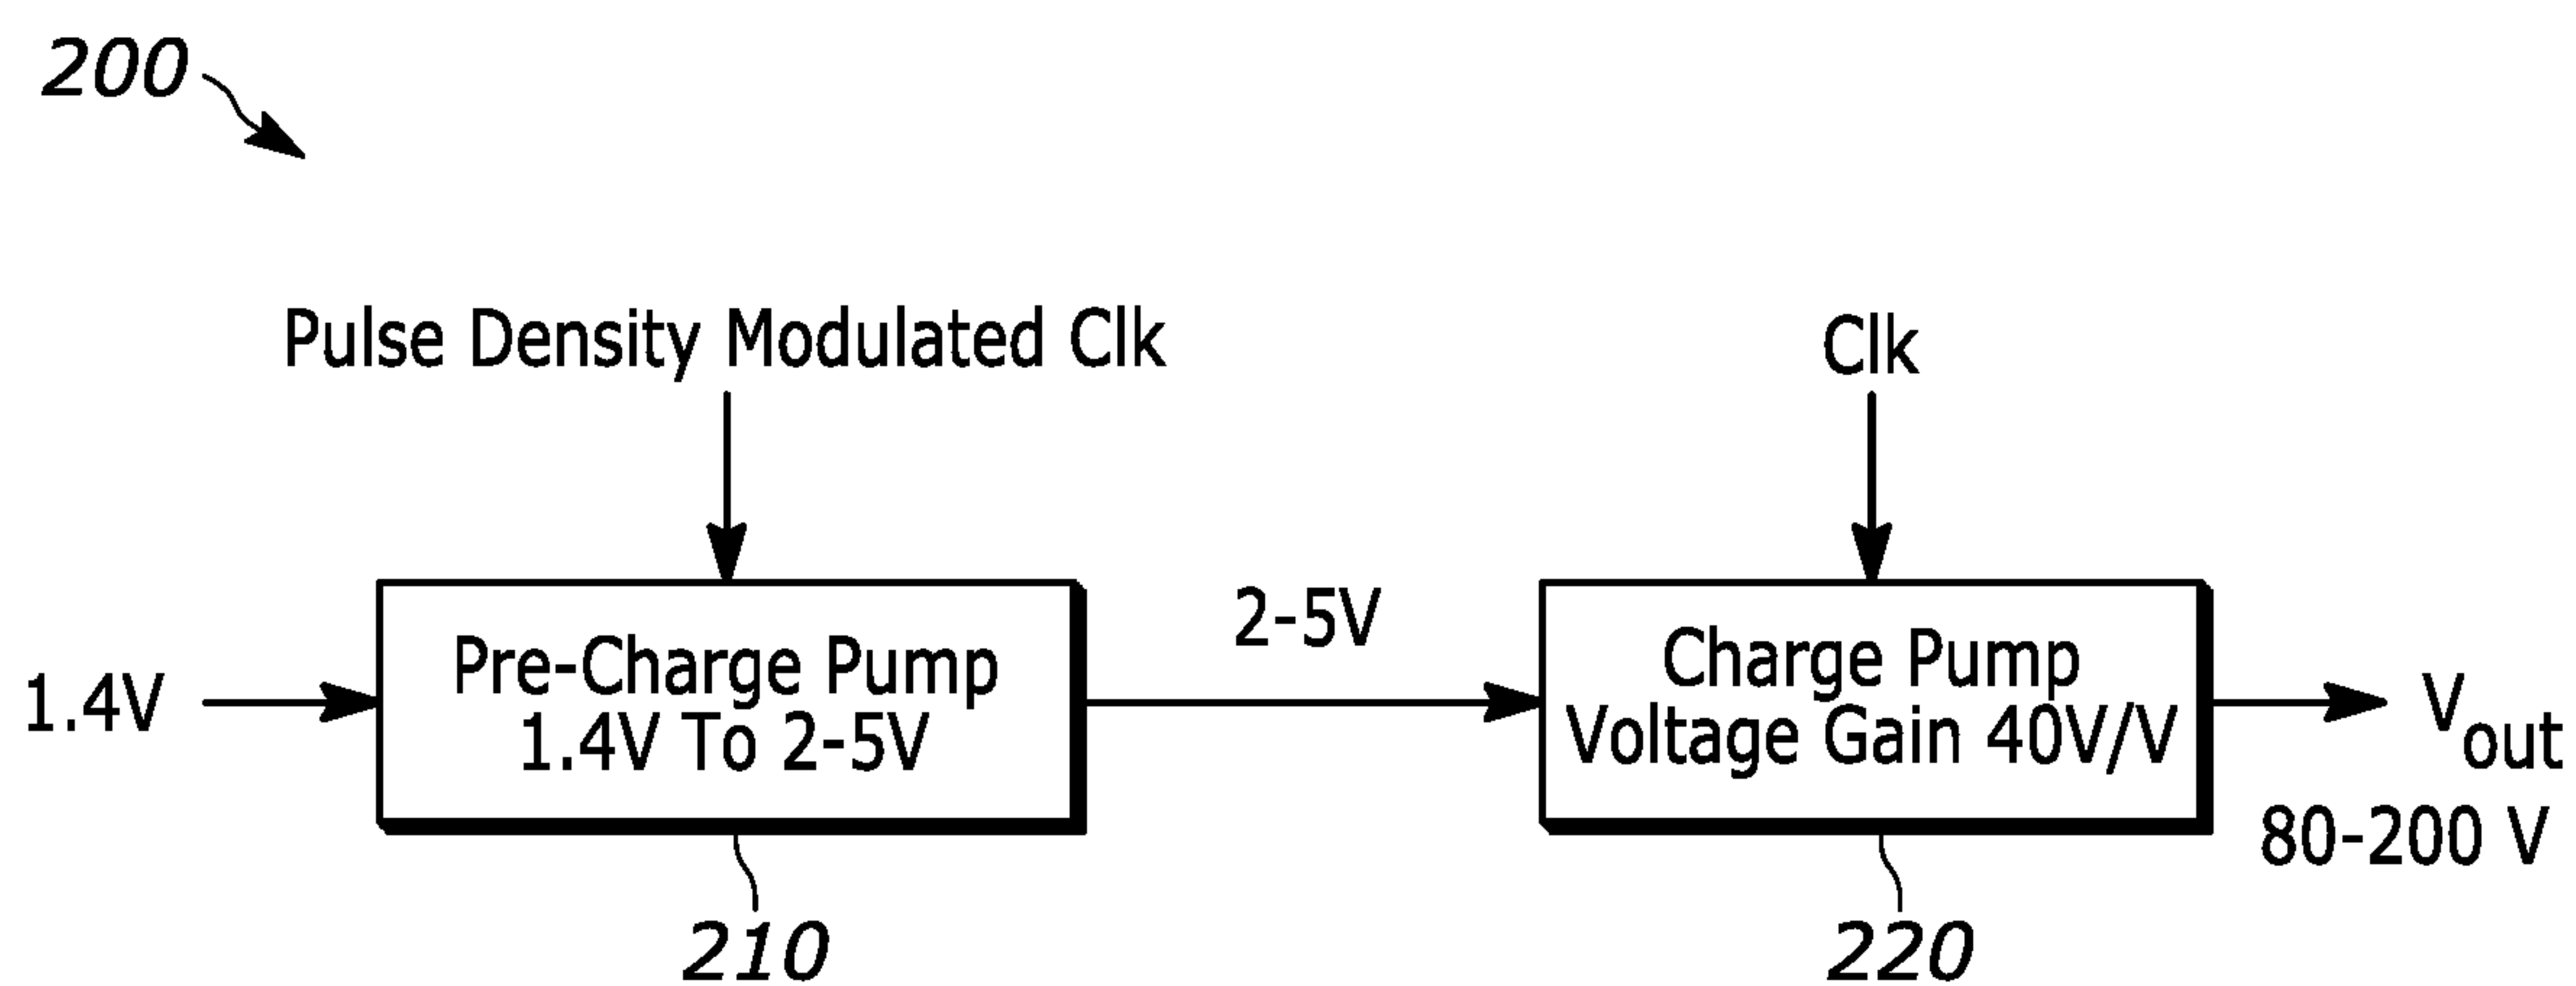 200
Pulse Density Modulated Clk
Clk
1.4V
Pre-Charge Pump
1.4V To 2-5V
2-5V
Charge Pump
Voltage Gain 40V/V
Vout
80-200 V
210
220